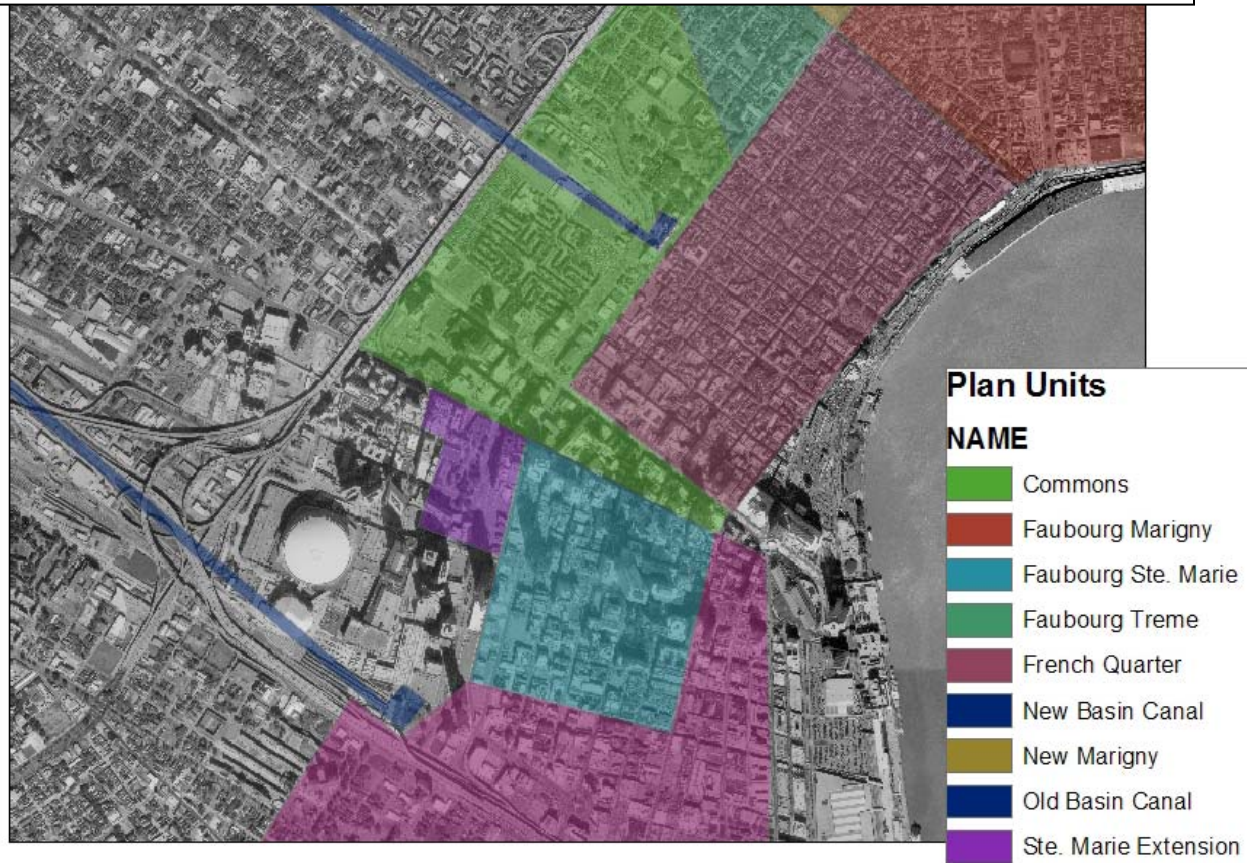 Plan Units
NAME
Commons
Faubourg Marigny
Faubourg Ste. Marie
Faubourg Treme
French Quarter
New Basin Canal
New Marigny
Old Basin Canal
Ste. Marie Extension